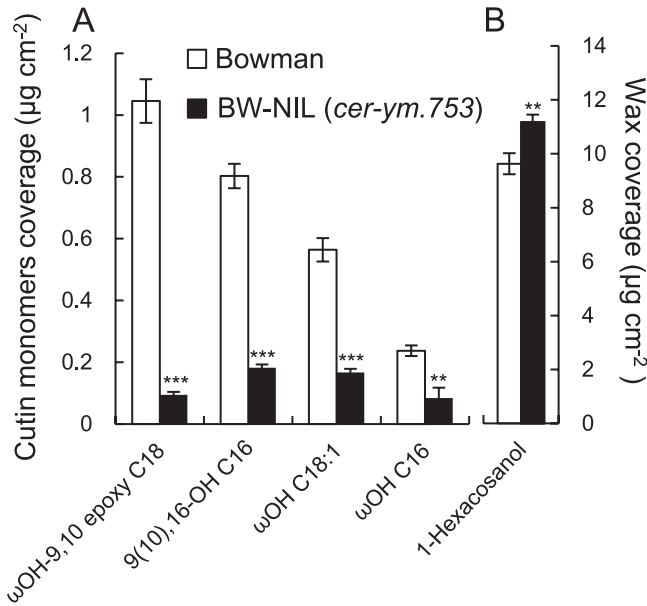 A
B
Bowman
BW-NIL (cer-ym.753)
Cutin monomers coverage (μg cm-2)
1.2
1
0.8
0.6
0.4
0.2
0
***
***
***
**
**
14
12
10
8
6
4
2
0
Wax coverage (μg cm-2)
ωOH-9,10 epoxy C18
9(10),16-OH C16
ωOH C18:1
ωOH C16
1-Hexacosanol